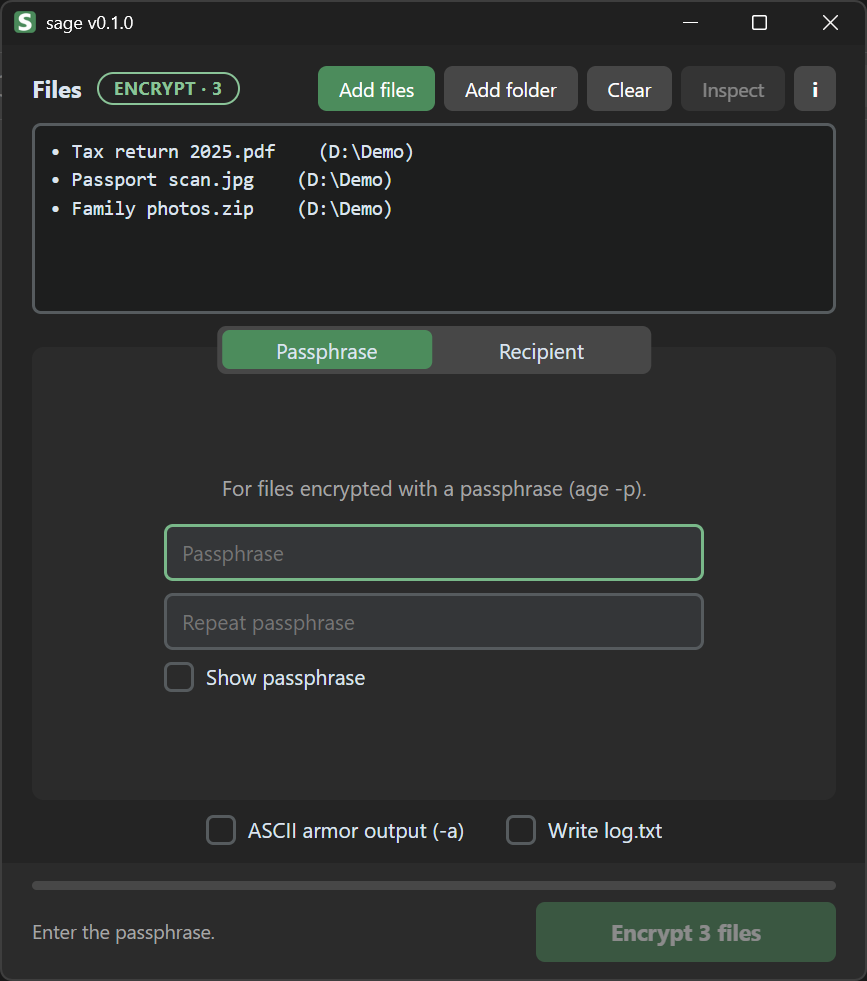 S sage v0.1.0
Files ENCRYPT · 3 Add files Add folder Clear Inspect i
• Tax return 2025.pdf (D:\Demo)
• Passport scan.jpg (D:\Demo)
• Family photos.zip (D:\Demo)
Passphrase Recipient
For files encrypted with a passphrase (age -p).
Passphrase
Repeat passphrase
Show passphrase
ASCII armor output (-a) Write log.txt
Enter the passphrase. Encrypt 3 files